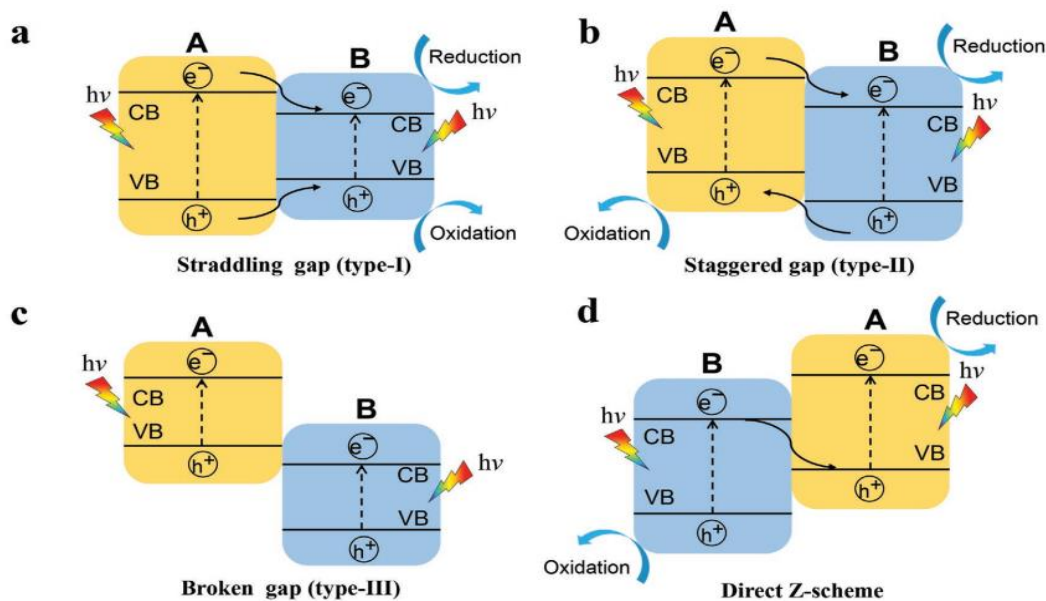 a
A
B
Reduction
e⁻
e⁻
hν
CB
CB
hν
VB
VB
h⁺
h⁺
Oxidation
Straddling gap (type-I)
b
A
B
Reduction
e⁻
e⁻
hν
CB
CB
hν
VB
VB
h⁺
h⁺
Oxidation
Staggered gap (type-II)
c
A
B
e⁻
e⁻
hν
CB
VB
hν
CB
VB
h⁺
h⁺
Broken gap (type-III)
d
A
B
Reduction
e⁻
e⁻
hν
hν
CB
CB
VB
VB
h⁺
h⁺
Oxidation
Direct Z-scheme